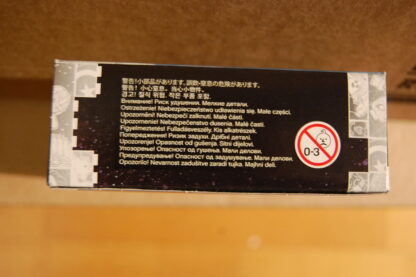 警告！小部品があります。誤飲・窒息の危険があります。
警告！小心窒息。当心小物件。
경고! 질식 위험. 작은 부품 포함.
Внимание! Риск удушения. Мелкие детали.
Ostrzeżenie! Niebezpieczeństwo udławienia się. Małe części.
Upozornění! Nebezpečí zalknutí. Malé části.
Upozornenie! Nebezpečenstvo dusenia. Malé časti.
Figyelmeztetés! Fulladásveszély. Kis alkatrészek.
Попередження! Ризик задушення. Дрібні деталі.
Upozorenje! Opasnost od gušenja. Sitni dijelovi.
Упозорење! Опасност од гушења. Мали делови.
Предупредување! Опасност од задушување. Мали делови.
Opozorilo! Nevarnost zadušitve zaradi tujka. Majhni deli.
0-3